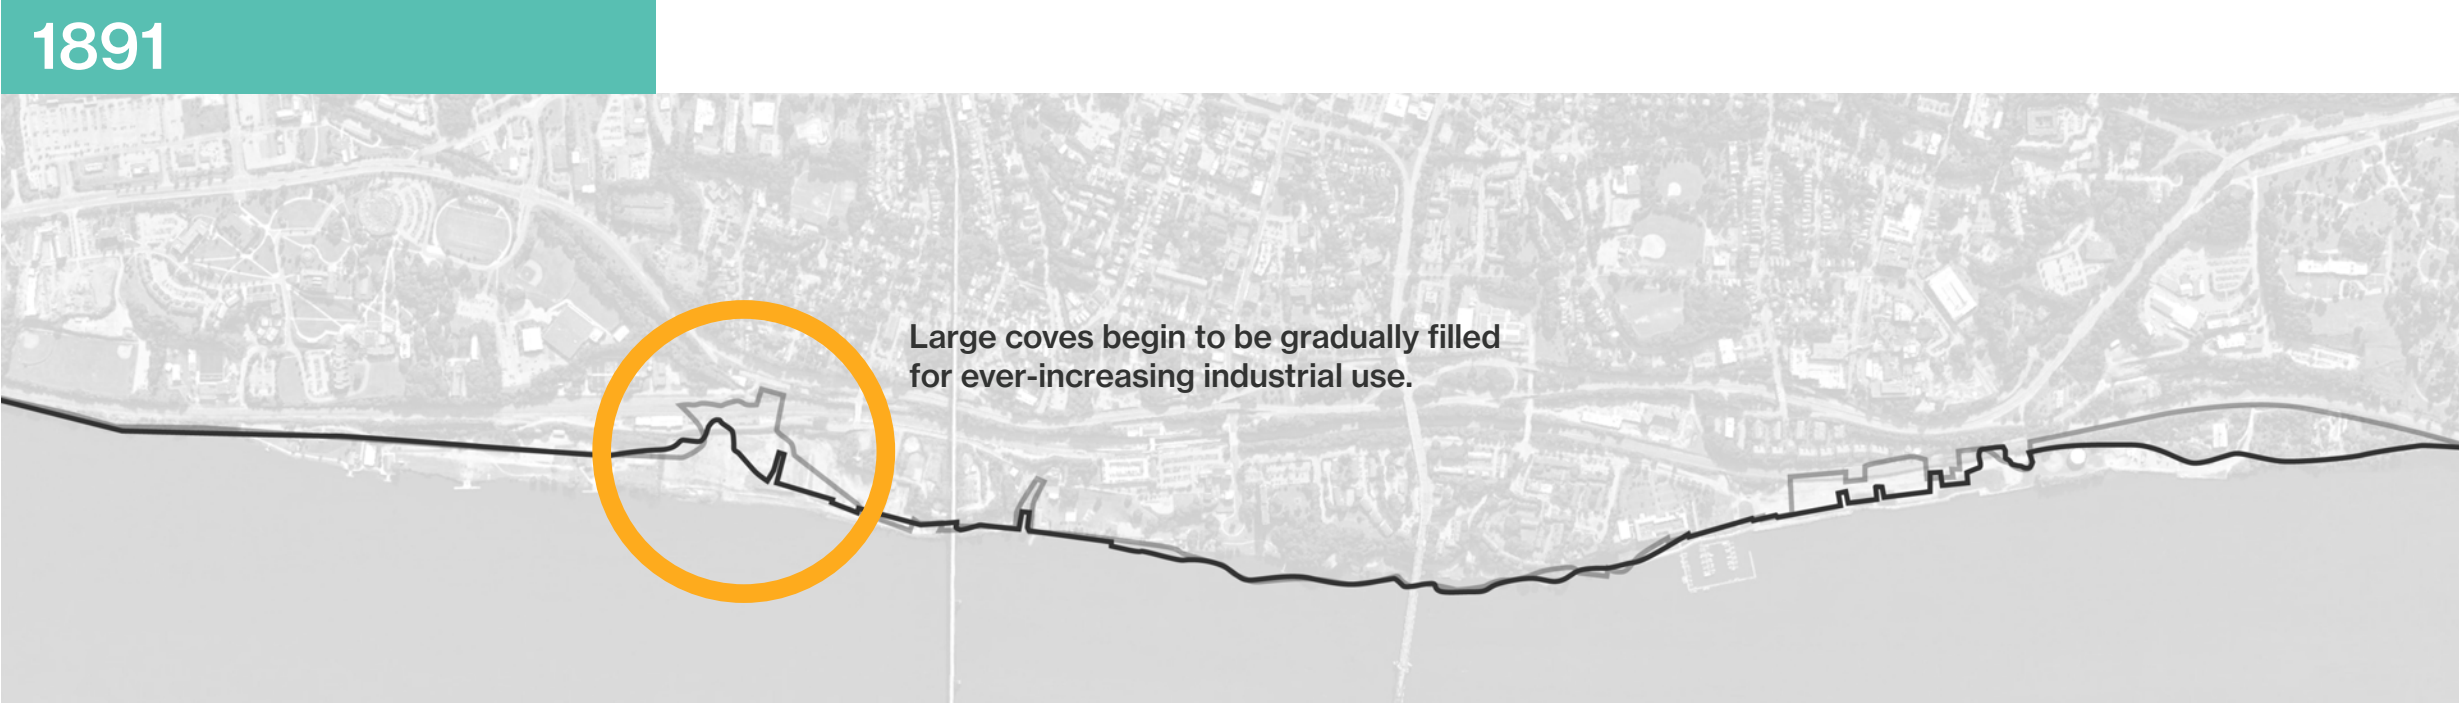 1891
Large coves begin to be gradually filled
for ever-increasing industrial use.